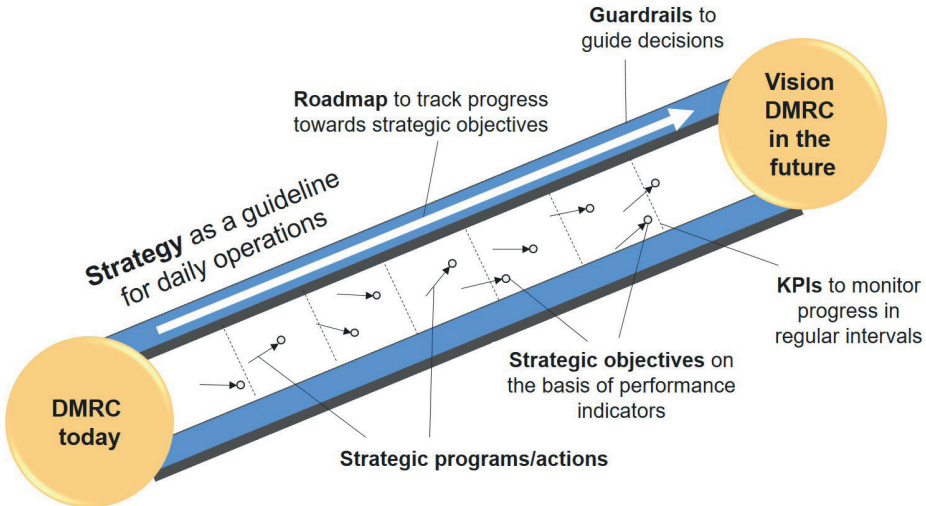 Guardrails to
guide decisions
Vision
DMRC
in the
future
Roadmap to track progress
towards strategic objectives
Strategy as a guideline
for daily operations
KPIs to monitor
progress in
regular intervals
Strategic objectives on
the basis of performance
indicators
DMRC
today
Strategic programs/actions